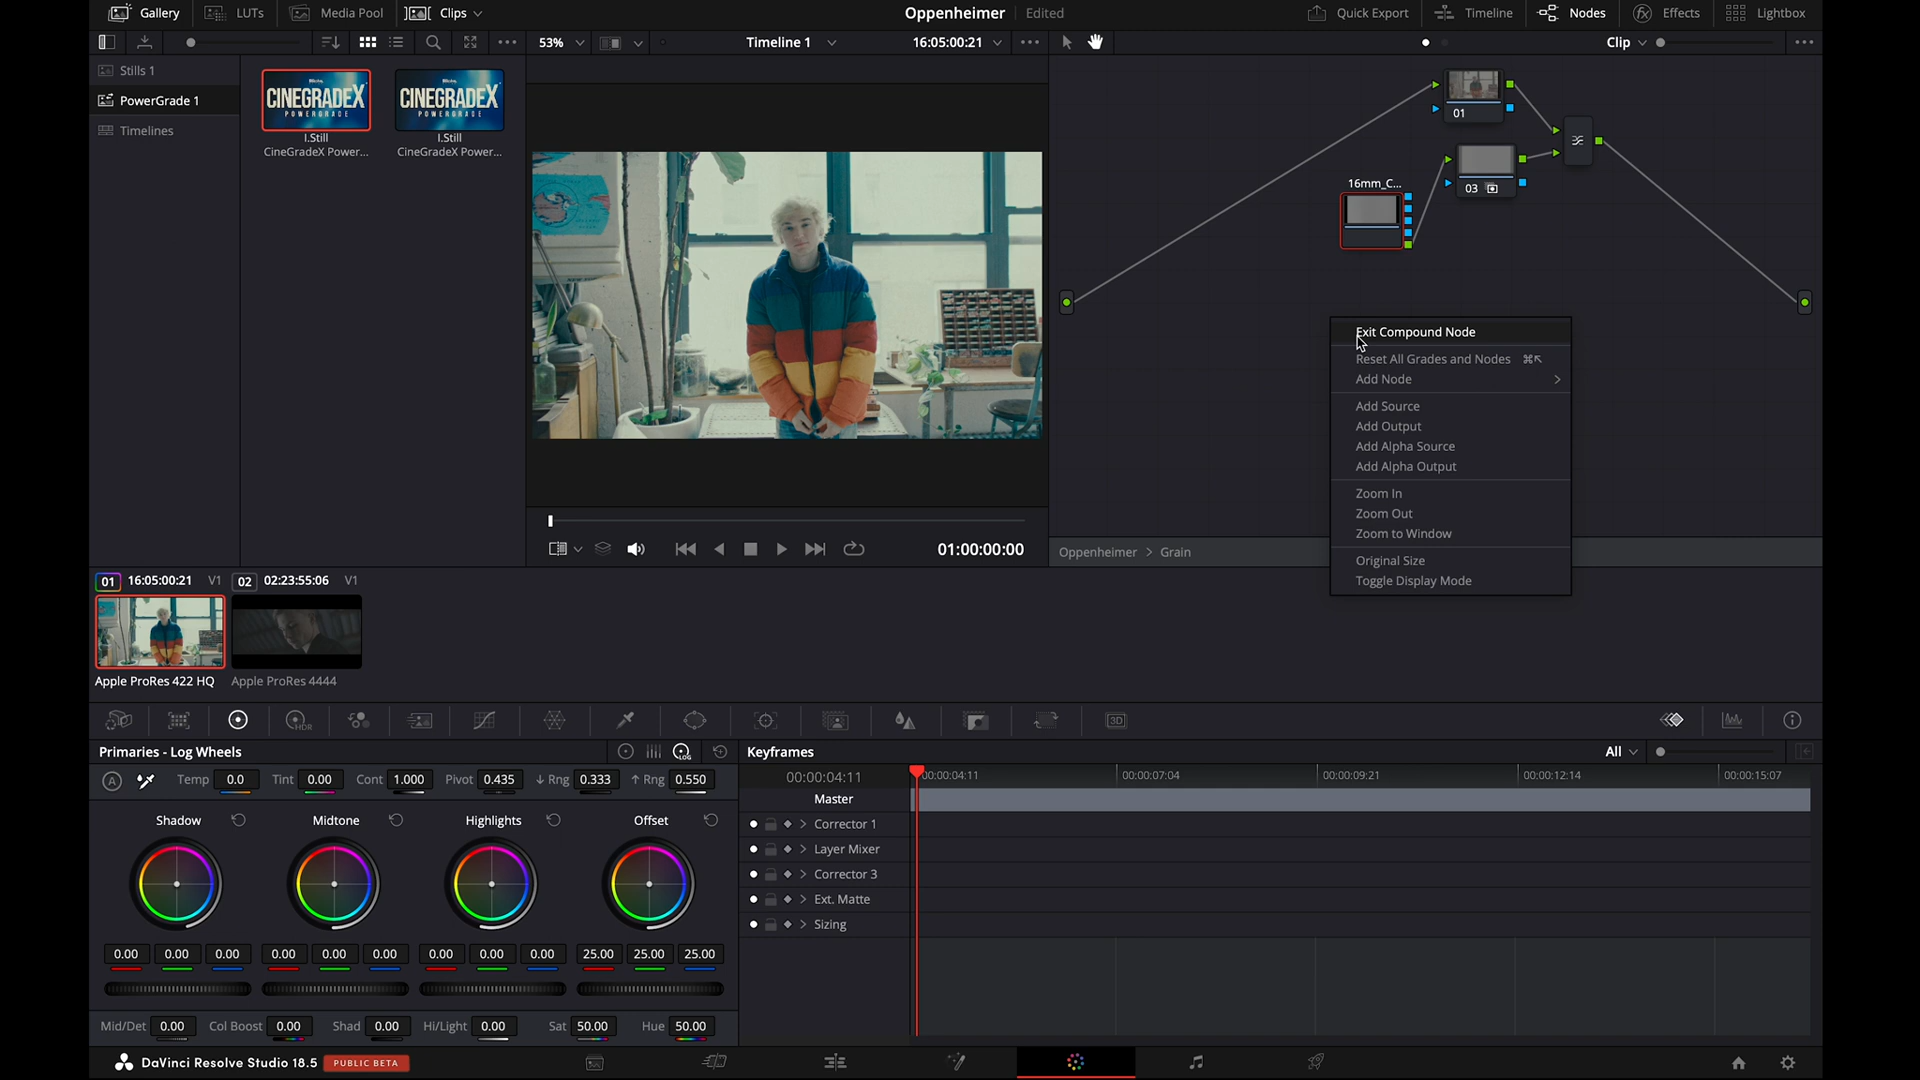 Gallery
LUTs
Media Pool
Clips
Oppenheimer
Edited
Quick Export
Timeline
Nodes
Effects
Lightbox
53%
Timeline 1
16:05:00:21
Clip
Stills 1
PowerGrade 1
Timelines
CINEGRADEX
POWERGRADE
1.Still
CineGradeX Power...
CINEGRADEX
POWERGRADE
1.Still
CineGradeX Power...
01
03
16mm_C...
Exit Compound Node
Reset All Grades and Nodes
Add Node
Add Source
Add Output
Add Alpha Source
Add Alpha Output
Zoom In
Zoom Out
Zoom to Window
Original Size
Toggle Display Mode
01:00:00:00
Oppenheimer > Grain
01 16:05:00:21 V1
02 02:23:55:06 V1
Apple ProRes 422 HQ
Apple ProRes 4444
HDR
3D
Primaries - Log Wheels
LOG
Keyframes
All
A
Temp 0.0
Tint 0.00
Cont 1.000
Pivot 0.435
↓ Rng 0.333
↑ Rng 0.550
00:00:04:11
00:00:04:11
00:00:07:04
00:00:09:21
00:00:12:14
00:00:15:07
Master
Corrector 1
Layer Mixer
Corrector 3
Ext. Matte
Sizing
Shadow
Midtone
Highlights
Offset
0.00 0.00 0.00
0.00 0.00 0.00
0.00 0.00 0.00
25.00 25.00 25.00
Mid/Det 0.00
Col Boost 0.00
Shad 0.00
Hi/Light 0.00
Sat 50.00
Hue 50.00
DaVinci Resolve Studio 18.5
PUBLIC BETA